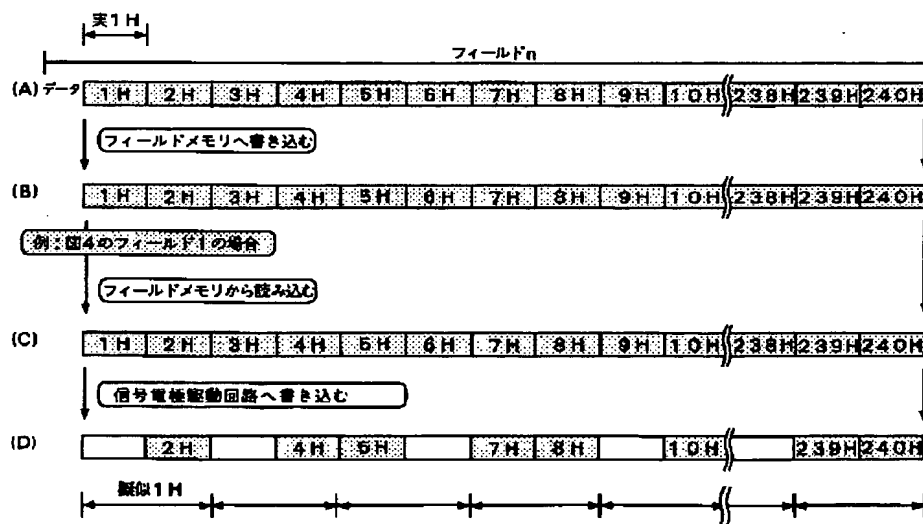 実1H
フィールドn
(A) データ 1H 2H 3H 4H 5H 6H 7H 8H 9H 10H 238H 239H 240H
フィールドメモリへ書き込む
(B) 1H 2H 3H 4H 5H 6H 7H 8H 9H 10H 238H 239H 240H
例:図4のフィールド1の場合
フィールドメモリから読み込む
(C) 1H 2H 3H 4H 5H 6H 7H 8H 9H 10H 238H 239H 240H
信号電極駆動回路へ書き込む
(D) 2H 4H 5H 7H 8H 10H 239H 240H
擬似1H